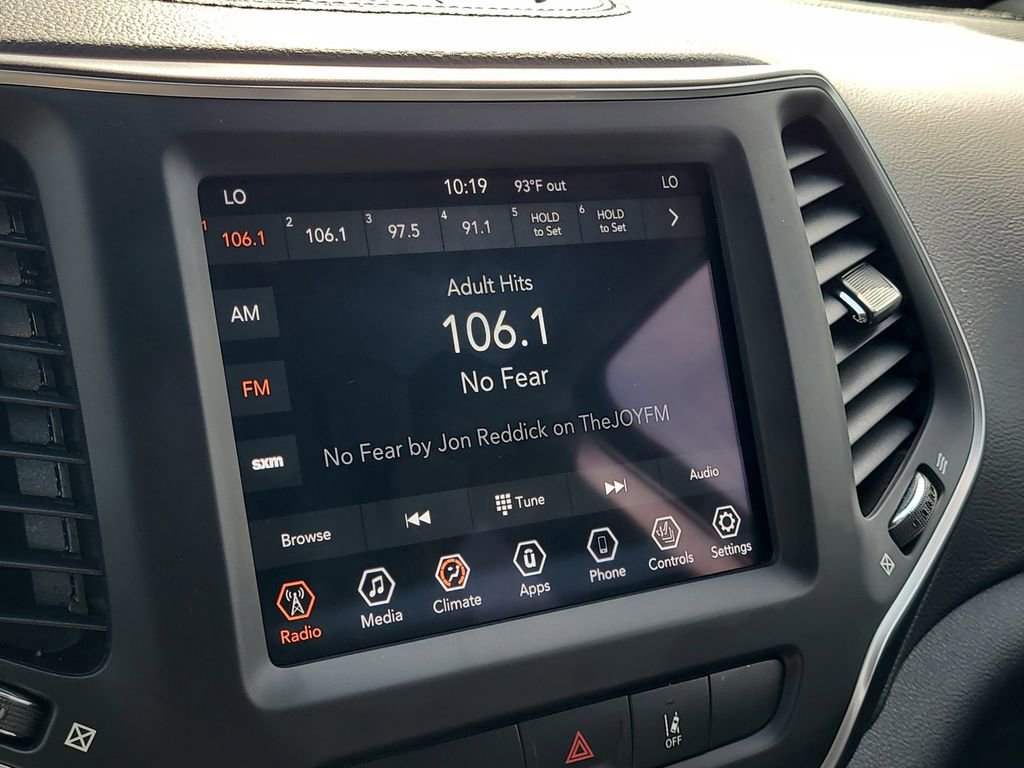 LO 10:19 93°F out LO
1 106.1 2 106.1 3 97.5 4 91.1 5 HOLD to Set 6 HOLD to Set
Adult Hits
AM
106.1
FM
No Fear
sxm
No Fear by Jon Reddick on TheJOYFM
Browse Tune Audio
Radio Media Climate Apps Phone Controls Settings
OFF